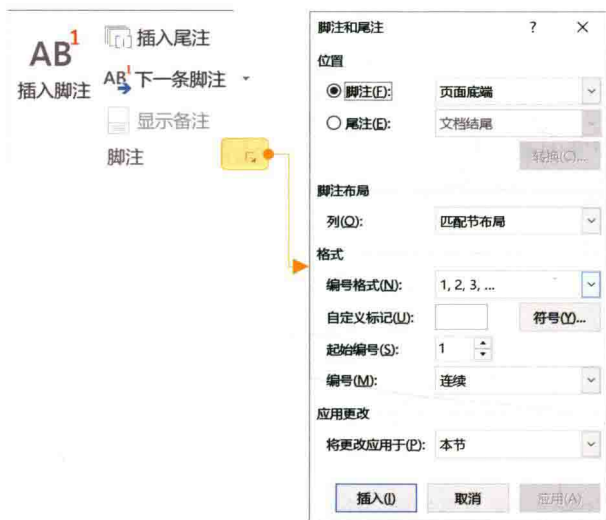 AB1
插入脚注
插入尾注
AB1 下一条脚注
显示备注
脚注
脚注和尾注 ? ×
位置
脚注(F): 页面底端
尾注(E): 文档结尾
转换(C)...
脚注布局
列(O): 匹配节布局
格式
编号格式(N): 1, 2, 3, ...
自定义标记(U): 符号(Y)...
起始编号(S): 1
编号(M): 连续
应用更改
将更改应用于(P): 本节
插入(I) 取消 应用(A)